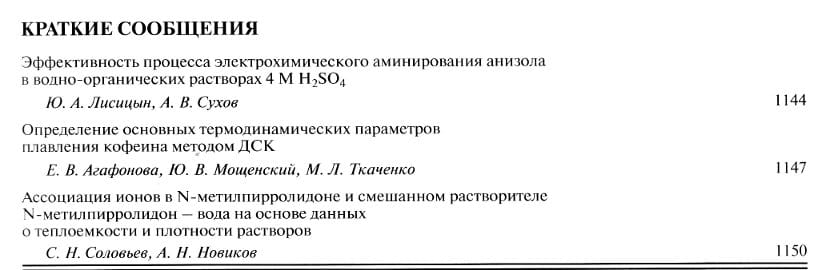 КРАТКИЕ СООБЩЕНИЯ
Эффективность процесса электрохимического аминирования анизола
в водно-органических растворах 4 М H₂SO₄
Ю. А. Лисицын, А. В. Сухов 1144
Определение основных термодинамических параметров
плавления кофеина методом ДСК
Е. В. Агафонова, Ю. В. Мощенский, М. Л. Ткаченко 1147
Ассоциация ионов в N-метилпирролидоне и смешанном растворителе
N-метилпирролидон – вода на основе данных
о теплоемкости и плотности растворов
С. Н. Соловьев, А. Н. Новиков 1150